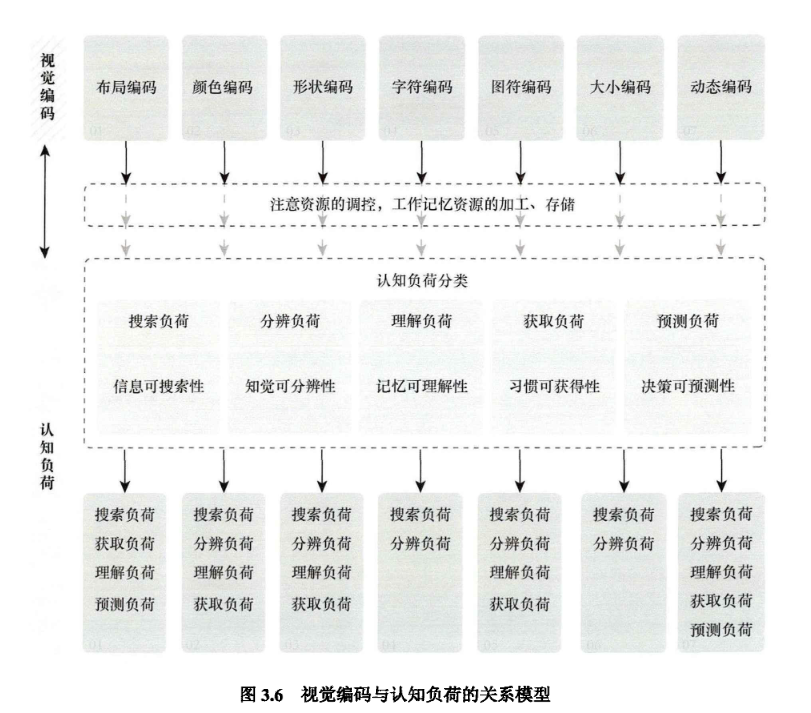 视觉编码
布局编码 颜色编码 形状编码 字符编码 图符编码 大小编码 动态编码
01 02 03 04 05 06 07
注意资源的调控，工作记忆资源的加工、存储
认知负荷分类
搜索负荷 分辨负荷 理解负荷 获取负荷 预测负荷
信息可搜索性 知觉可分辨性 记忆可理解性 习惯可获得性 决策可预测性
认知负荷
搜索负荷 搜索负荷 搜索负荷 搜索负荷 搜索负荷 搜索负荷 搜索负荷
获取负荷 分辨负荷 分辨负荷 分辨负荷 分辨负荷 分辨负荷 分辨负荷
理解负荷 理解负荷 理解负荷 理解负荷 理解负荷
预测负荷 获取负荷 获取负荷 获取负荷 获取负荷
预测负荷
01 02 03 04 05 06 07
图 3.6 视觉编码与认知负荷的关系模型